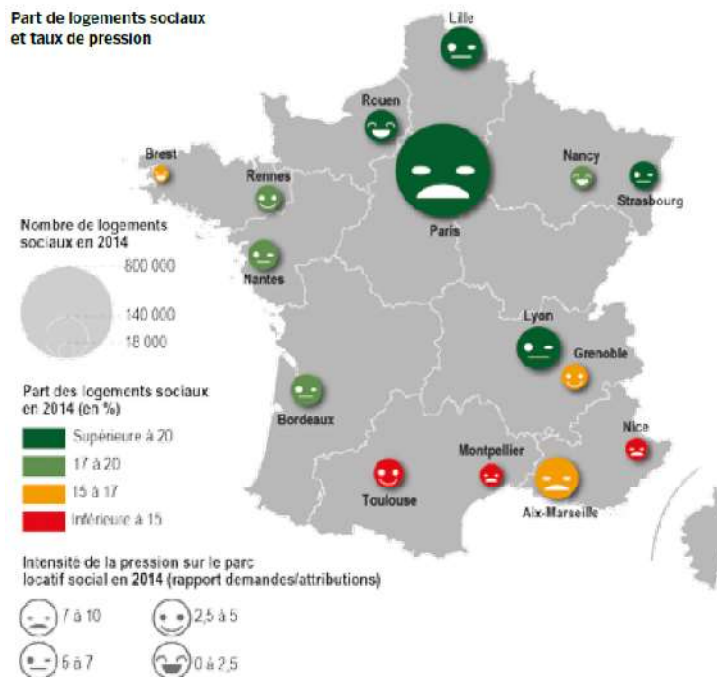 Part de logements sociaux
et taux de pression
Lille
Rouen
Brest
Rennes
Nancy
Strasbourg
Paris
Nantes
Nombre de logements
sociaux en 2014
800 000
140 000
18 000
Lyon
Grenoble
Part des logements sociaux
en 2014 (en %)
Bordeaux
Nice
Supérieure à 20
Montpellier
17 à 20
Toulouse
15 à 17
Aix-Marseille
Inférieure à 15
Intensité de la pression sur le parc
locatif social en 2014 (rapport demandes/attributions)
7 à 10
2,5 à 5
6 à 7
0 à 2,5